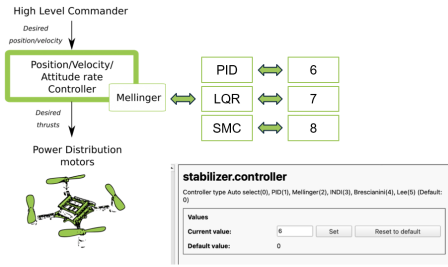 High Level Commander
Desired
position/velocity
Position/Velocity/
Attitude rate
Controller
Mellinger
Desired
thrusts
Power Distribution
motors
PID 6
LQR 7
SMC 8
stabilizer.controller
Controller type Auto select(0), PID(1), Mellinger(2), INDI(3), Brescianini(4), Lee(5) (Default:
0)
Values
Current value: 6 Set Reset to default
Default value: 0